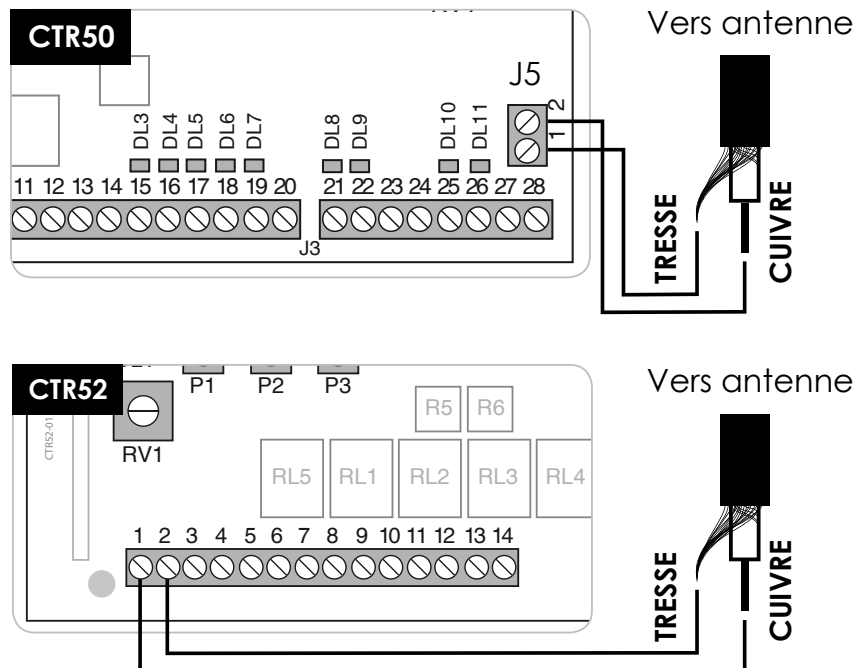 CTR50
Vers antenne
J5
DL3
DL4
DL5
DL6
DL7
DL8
DL9
DL10
DL11
2
1
11 12 13 14 15 16 17 18 19 20 21 22 23 24 25 26 27 28
J3
TRESSE
CUIVRE
CTR52
Vers antenne
P1 P2 P3
R5 R6
CTR52-01
RV1
RL5 RL1 RL2 RL3 RL4
1 2 3 4 5 6 7 8 9 10 11 12 13 14
TRESSE
CUIVRE